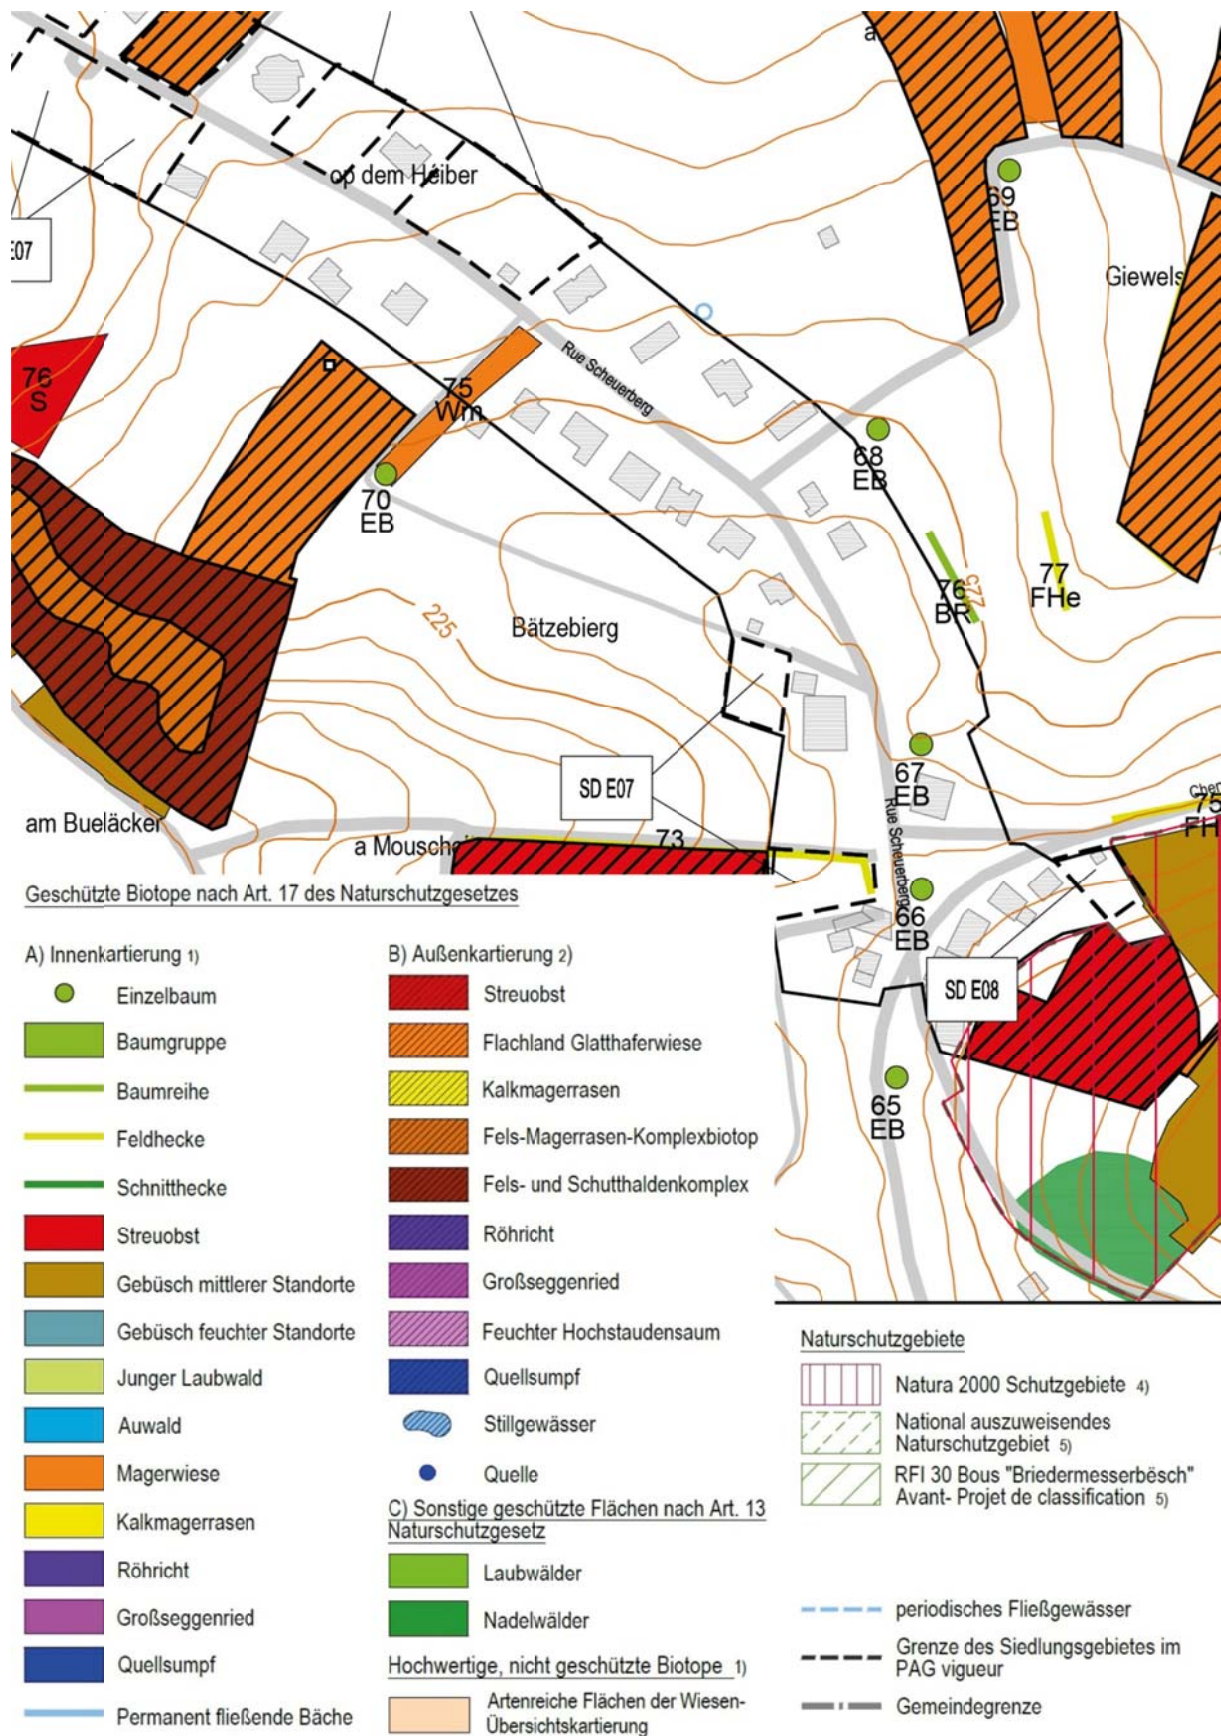 a
op dem Heiber
E07
69
EB
Giewels
76
S
75
Wm
Rue Scheuerberg
70
EB
68
EB
76
BR
225
77
FHe
225
Bätzebierg
SD E07
67
EB
am Bueläcker
a Mousche
73
Rue Scheuerberg
75
FH
66
EB
SD E08
65
EB
Geschützte Biotope nach Art. 17 des Naturschutzgesetzes
A) Innenkartierung 1)
Einzelbaum
Baumgruppe
Baumreihe
Feldhecke
Schnitthecke
Streuobst
Gebüsch mittlerer Standorte
Gebüsch feuchter Standorte
Junger Laubwald
Auwald
Magerwiese
Kalkmagerrasen
Röhricht
Großseggenried
Quellsumpf
Permanent fließende Bäche
B) Außenkartierung 2)
Streuobst
Flachland Glatthaferwiese
Kalkmagerrasen
Fels-Magerrasen-Komplexbiotop
Fels- und Schutthaldenkomplex
Röhricht
Großseggenried
Feuchter Hochstaudensaum
Quellsumpf
Stillgewässer
Quelle
C) Sonstige geschützte Flächen nach Art. 13
Naturschutzgesetz
Laubwälder
Nadelwälder
Hochwertige, nicht geschützte Biotope 1)
Artenreiche Flächen der Wiesen-
Übersichtskartierung
Naturschutzgebiete
Natura 2000 Schutzgebiete 4)
National auszuweisendes
Naturschutzgebiet 5)
RFI 30 Bous "Briedermesserbësch"
Avant- Projet de classification 5)
periodisches Fließgewässer
Grenze des Siedlungsgebietes im
PAG vigueur
Gemeindegrenze